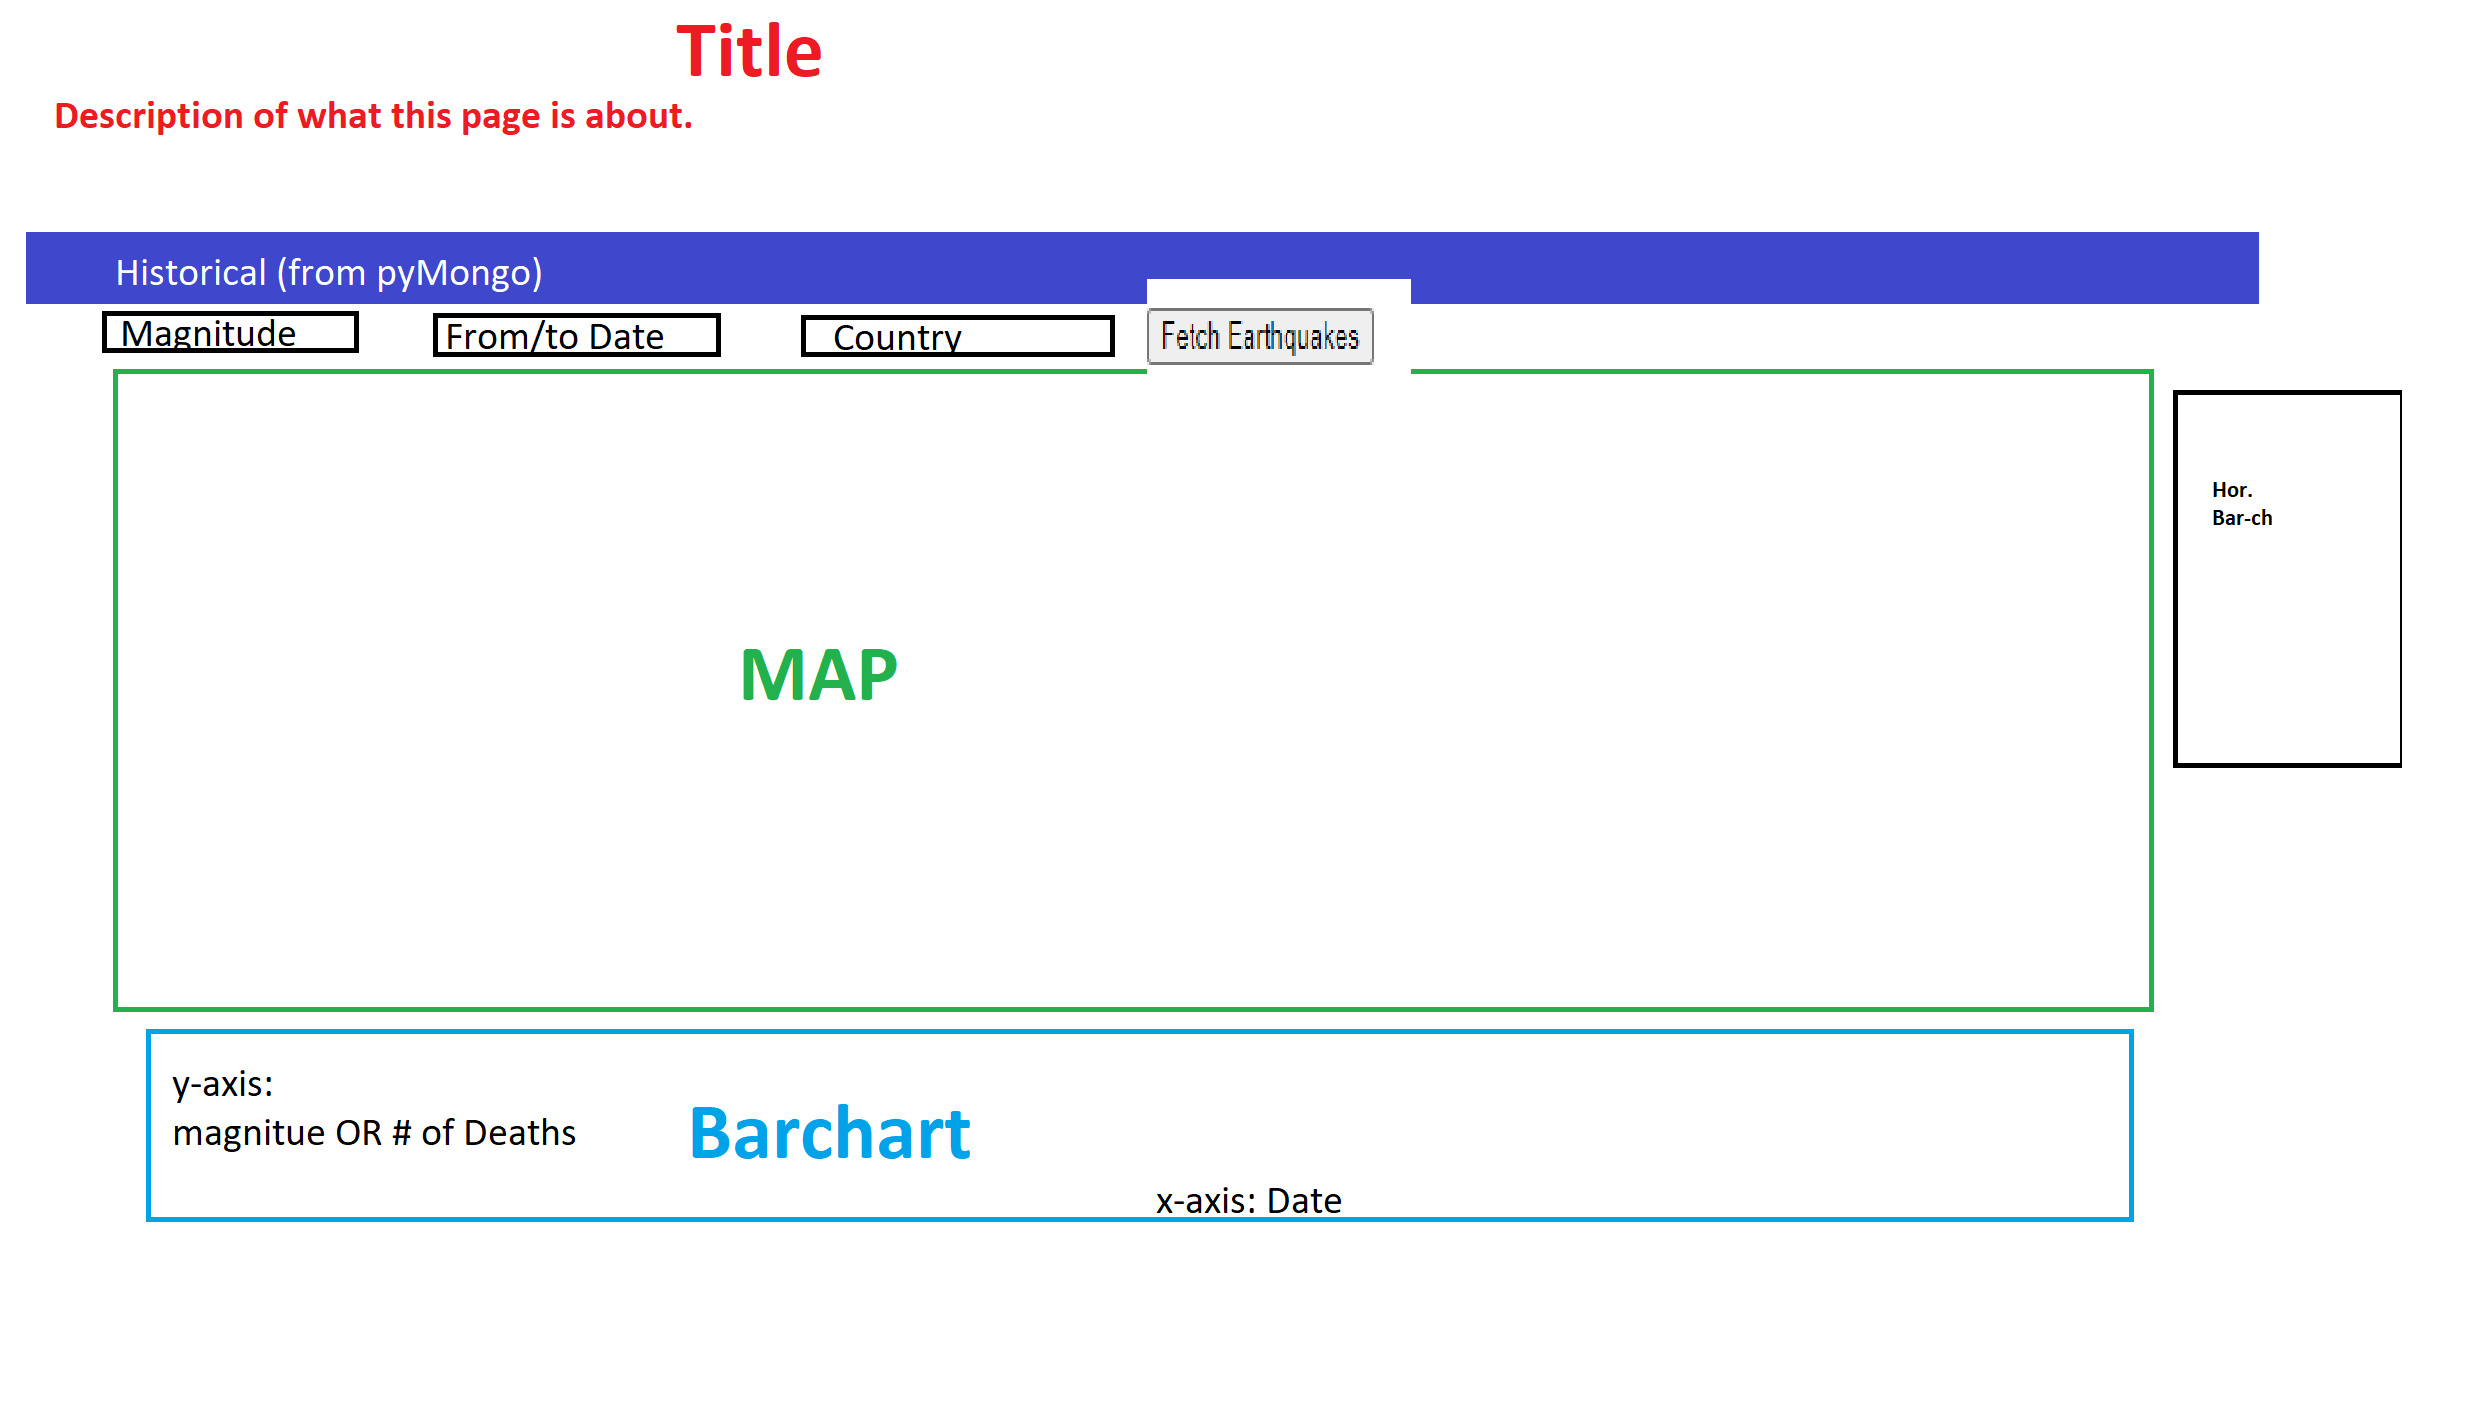 Title
Description of what this page is about.
Historical (from pyMongo)
Magnitude
From/to Date
Country
Fetch Earthquakes
Hor.
Bar-ch
MAP
y-axis:
magnitue OR # of Deaths
Barchart
x-axis: Date